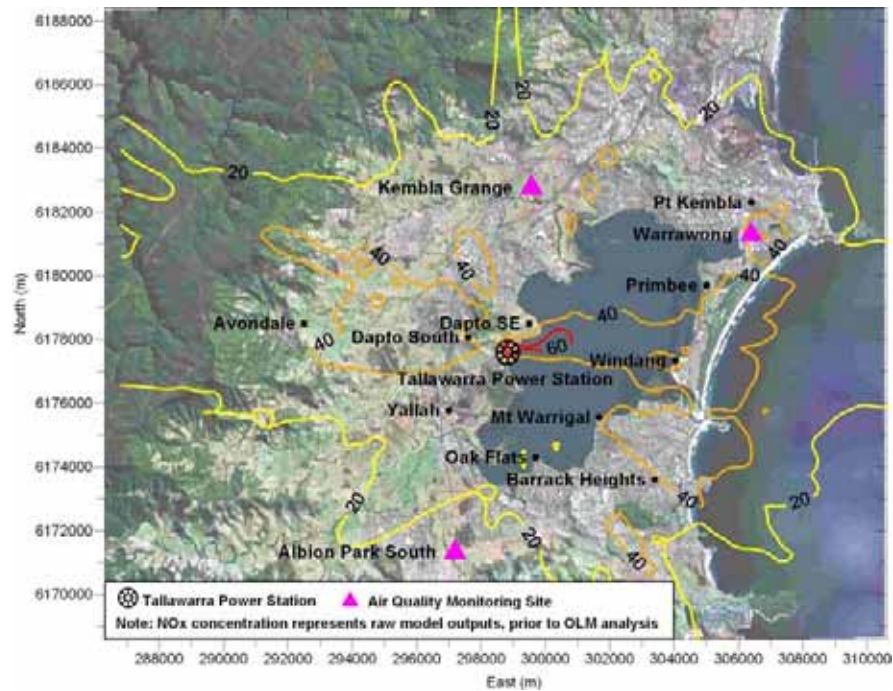 6188000
6186000
6184000
6182000
6180000
6178000
6176000
6174000
6172000
6170000
North (m)
20
20
20
20
Kembla Grange
Pt Kembla
Warrawong
40
40
40
40
Primbee
40
Avondale
Dapto SE
Dapto South
60
40
Windang
Tallawarra Power Station
Yallah
Mt Warrigal
Oak Flats
Barrack Heights
40
20
20
20
40
Albion Park South
Tallawarra Power Station Air Quality Monitoring Site
Note: NOx concentration represents raw model outputs, prior to OLM analysis
288000 290000 292000 294000 296000 298000 300000 302000 304000 306000 308000 310000
East (m)